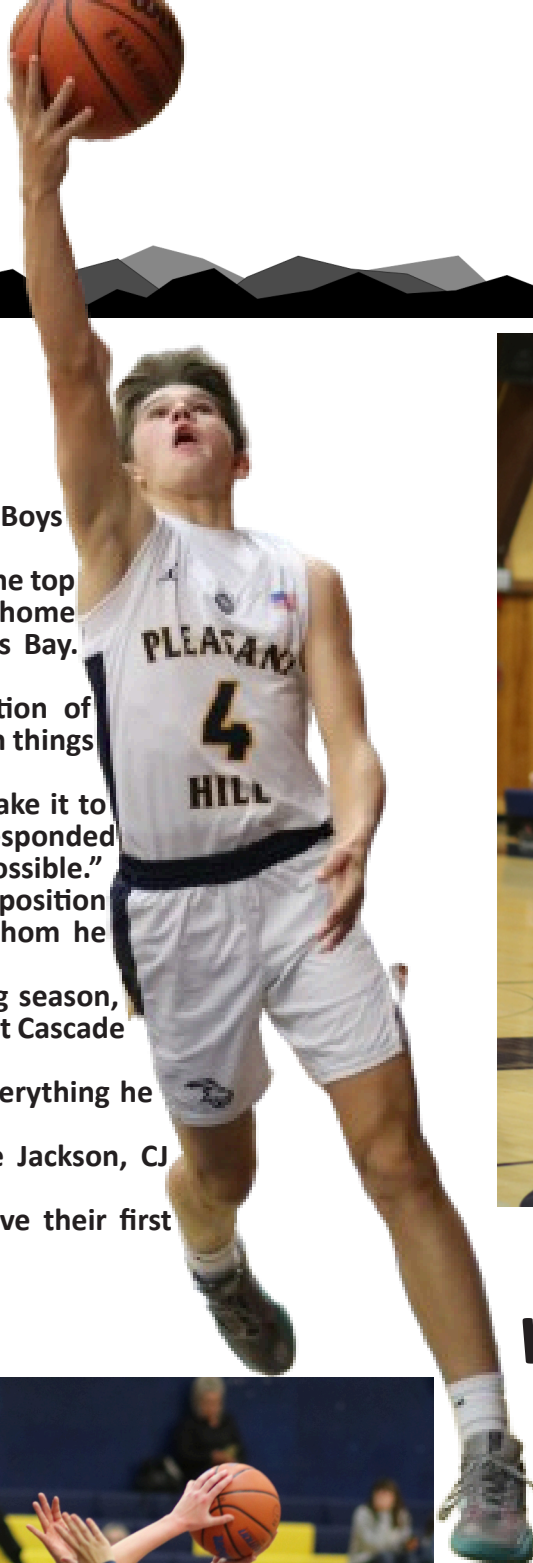 Boys
he top
home
s Bay.
tion of
n things
ake it to
sponded
ossible.”
position
hom he
g season,
t Cascade
erything he
e Jackson, CJ
ve their first
PLEASANT
4
HILL